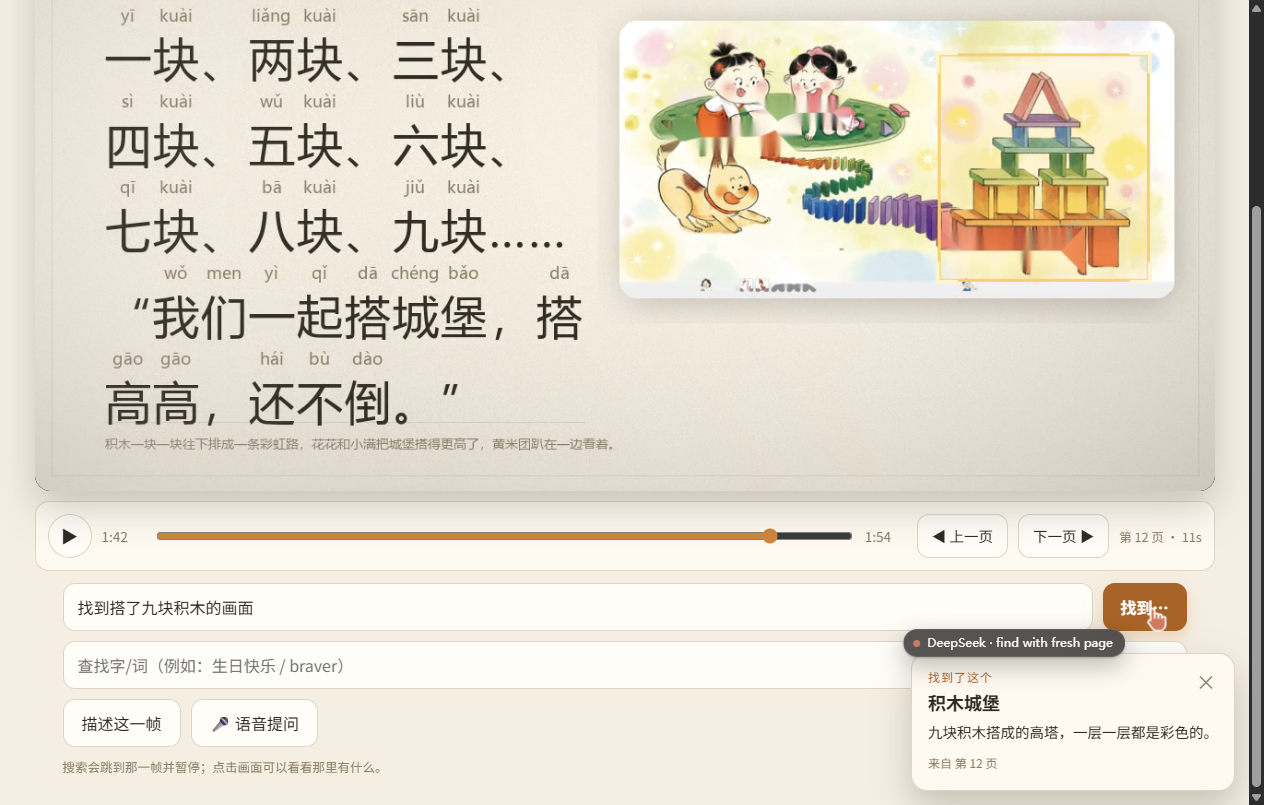 yī kuài liǎng kuài sān kuài
一块、两块、三块、
sì kuài wǔ kuài liù kuài
四块、五块、六块、
qī kuài bā kuài jiǔ kuài
七块、八块、九块……
wǒ men yì qǐ dā chéng bǎo dā
“我们一起搭城堡，搭
gāo gāo hái bù dào
高高，还不倒。”
积木一块一块往下排成一条彩虹路，花花和小满把城堡搭得更高了，黄米团趴在一边看着。
1:42
1:54
◀ 上一页
下一页 ▶
第 12 页 · 11s
找到搭了九块积木的画面
找到…
DeepSeek · find with fresh page
查找字/词（例如：生日快乐 / braver）
找到了这个
积木城堡
九块积木搭成的高塔，一层一层都是彩色的。
来自 第 12 页
描述这一帧
语音提问
搜索会跳到那一帧并暂停；点击画面可以看看那里有什么。